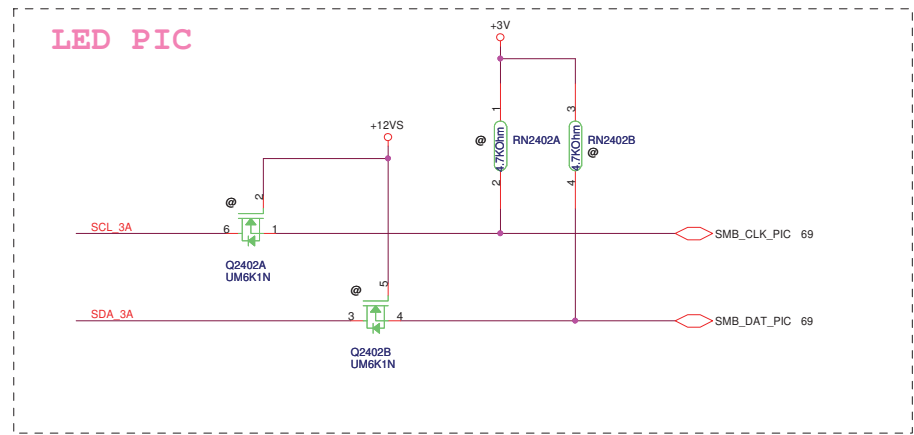 LED PIC
+3V
1
3
@
4.7KOhm
RN2402A
4.7KOhm
RN2402B
@
2
4
+12VS
@
2
SCL_3A
6
1
SMB_CLK_PIC 69
Q2402A
UM6K1N
@
5
SDA_3A
3
4
SMB_DAT_PIC 69
Q2402B
UM6K1N